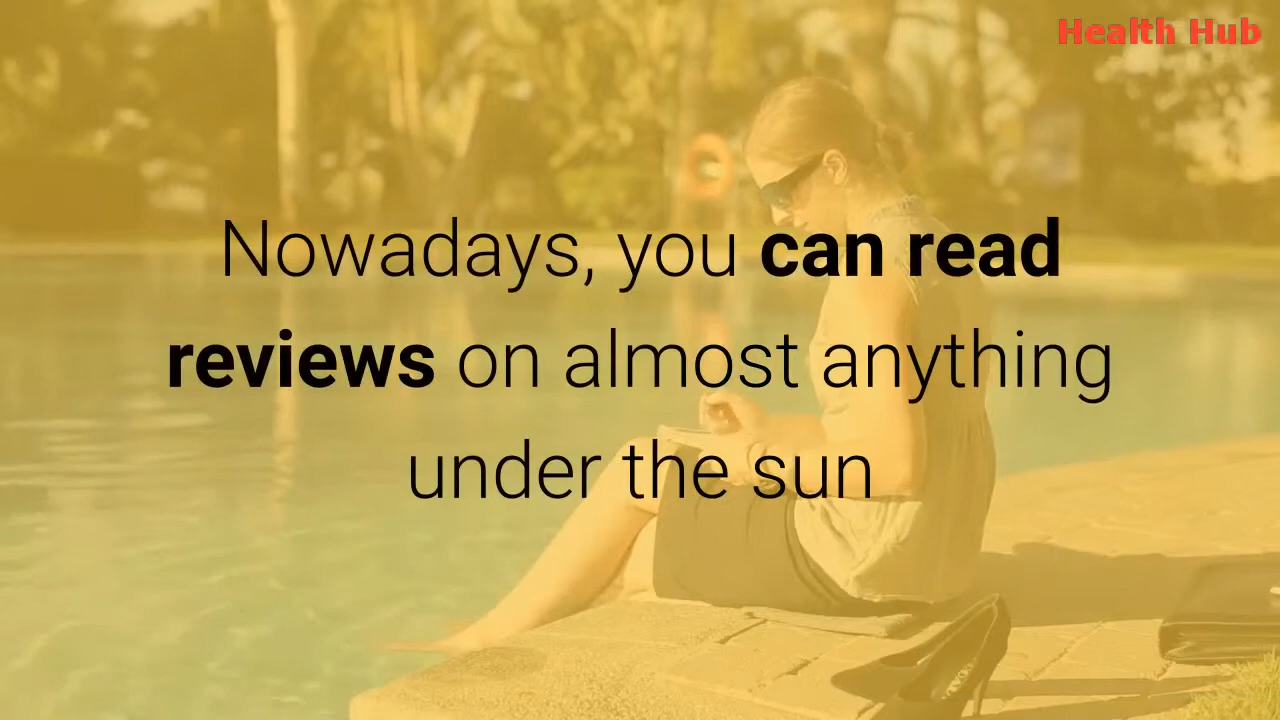 Health Hub
Nowadays, you can read
reviews on almost anything
under the sun